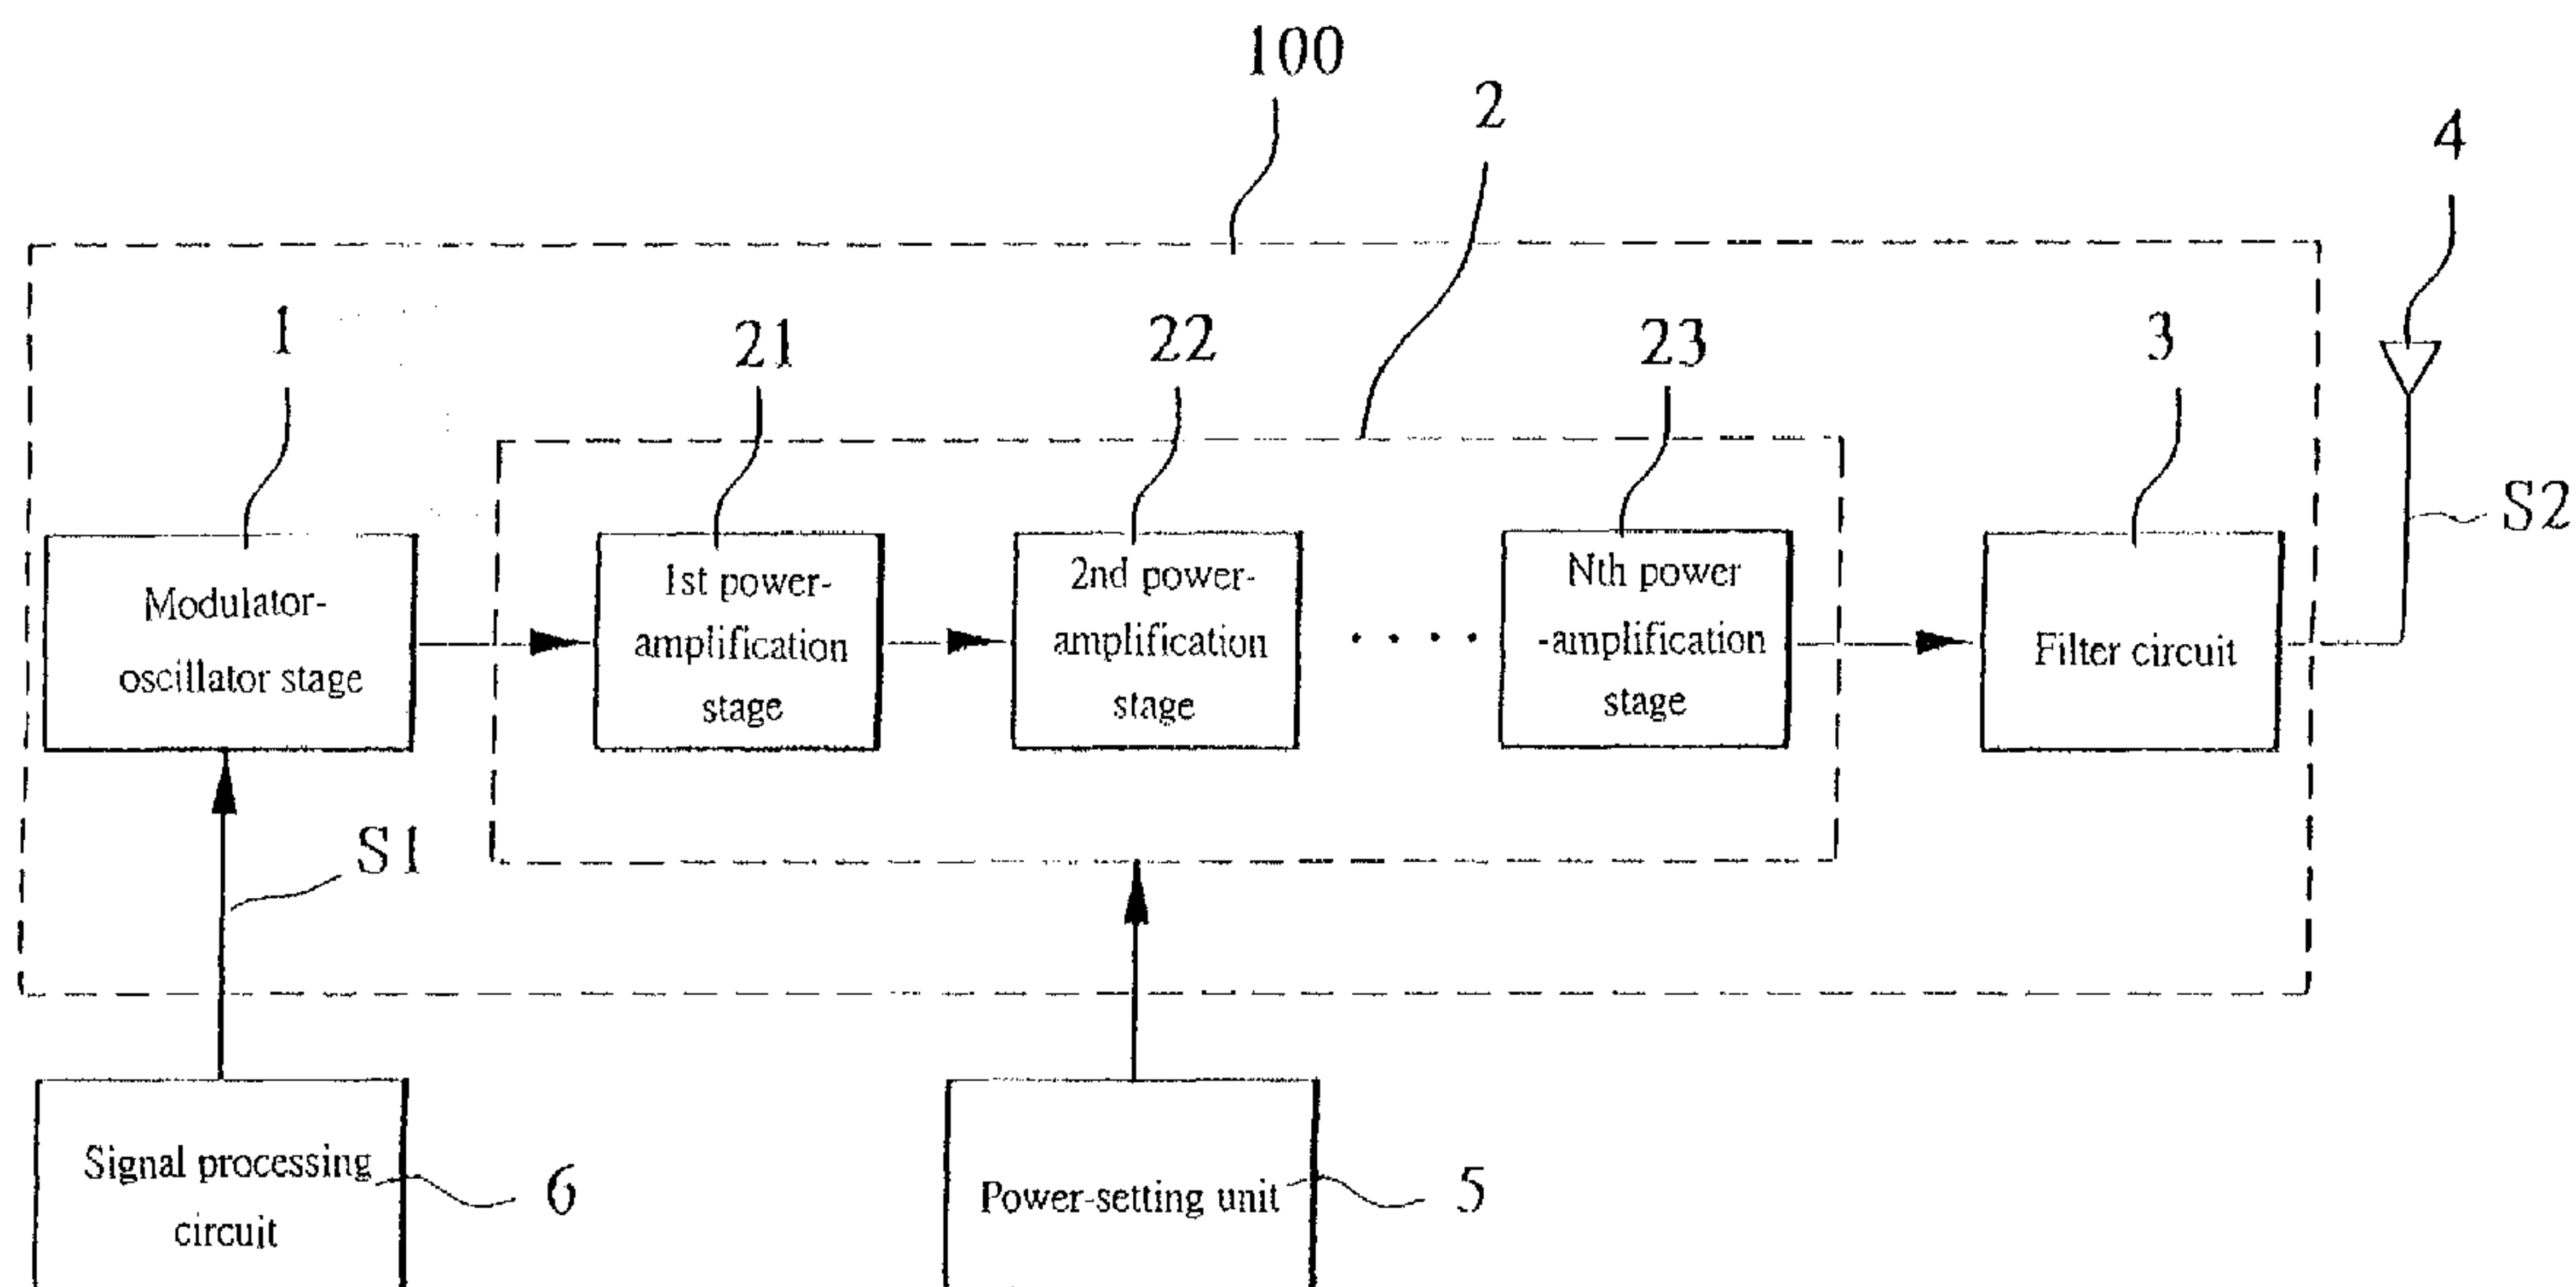 100
2
4
1
21
22
23
3
S2
Modulator-
oscillator stage
1st power-
amplification
stage
2nd power-
amplification
stage
Nth power
-amplification
stage
Filter circuit
S1
Signal processing
circuit
6
Power-setting unit
5